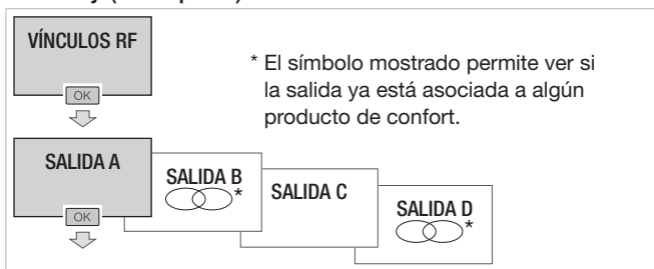 VÍNCULOS RF
OK
* El símbolo mostrado permite ver si
la salida ya está asociada a algún
producto de confort.
SALIDA A
OK
SALIDA B
*
SALIDA C
SALIDA D
*